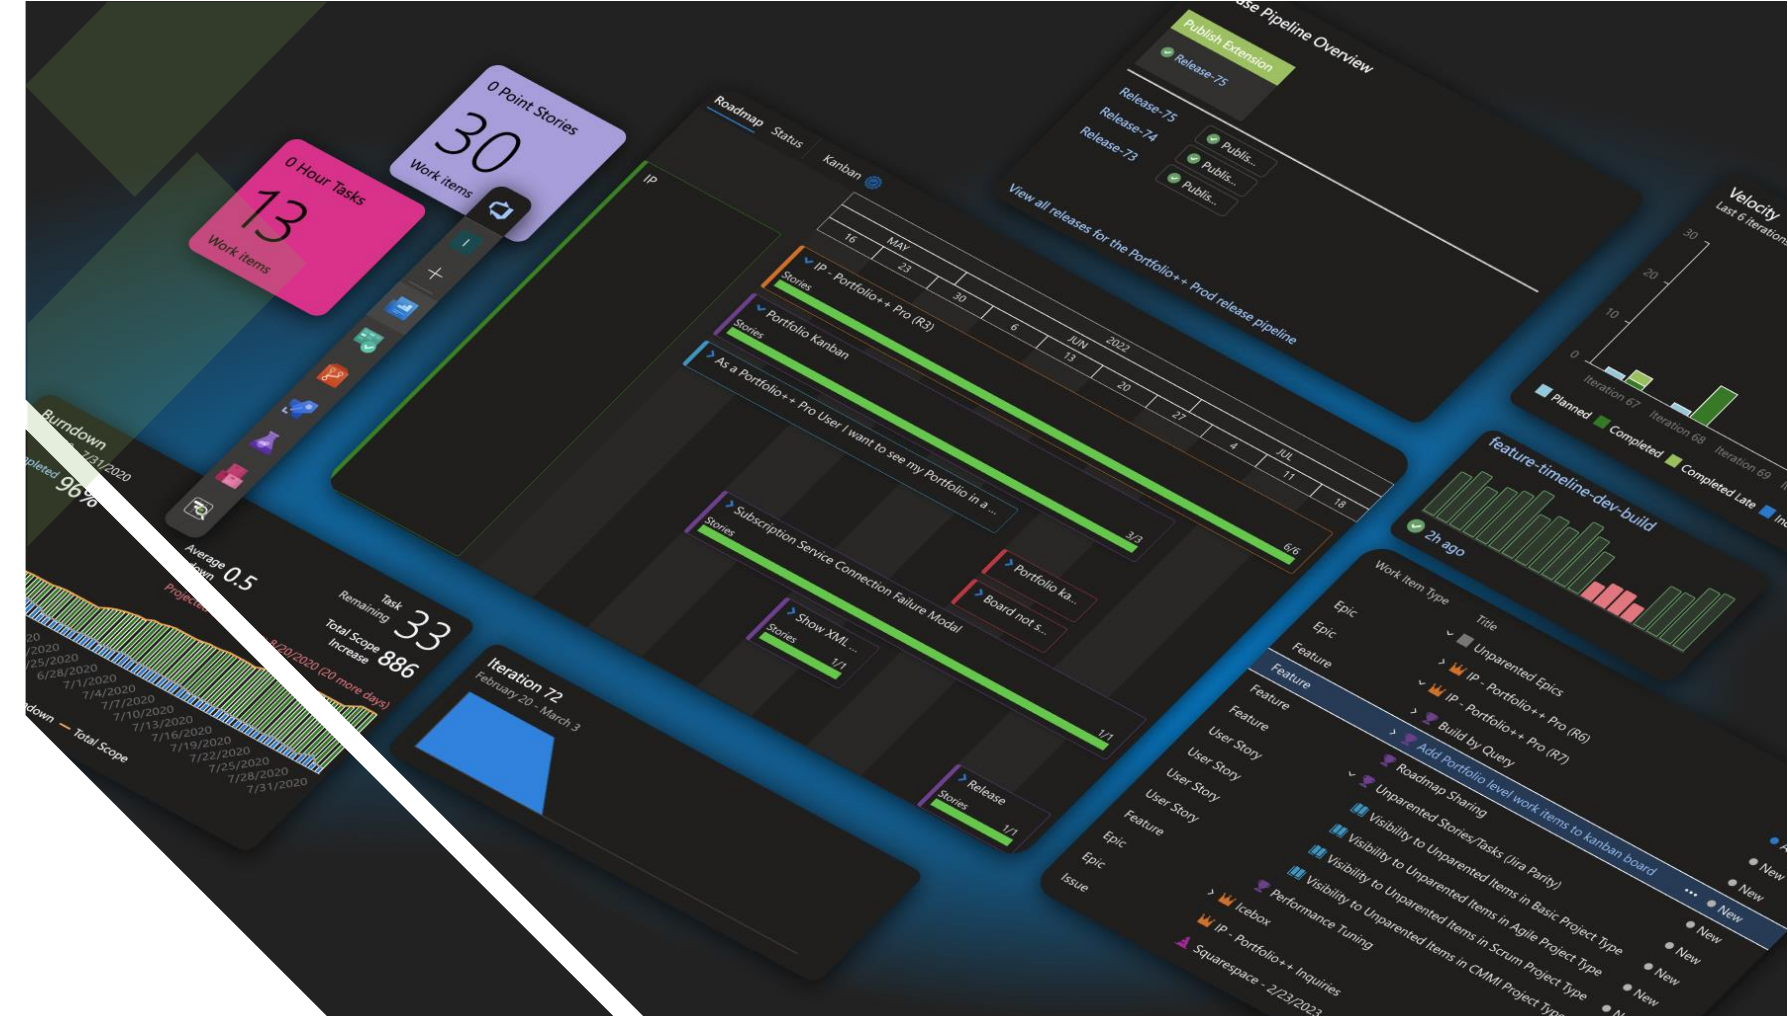 0 Point Stories
30
Work items
0 Hour Tasks
13
Work items
I
Burndown
7/31/2020
96%
Average
0.5
Task
Remaining 33
Total Scope
Increase 886
8/20/2020 (20 more days)
6/28/2020
7/1/2020
7/4/2020
7/7/2020
7/10/2020
7/13/2020
7/16/2020
7/19/2020
7/22/2020
7/25/2020
7/28/2020
7/31/2020
Total Scope
Iteration 72
February 20 - March 3
Roadmap Status Kanban
IP
MAY JUN 2022 JUL
16 23 30 6 13 20 27 4 11 18
IP - Portfolio++ Pro (R3)
Stories 6/6
Portfolio Kanban
Stories 3/3
As a Portfolio++ Pro User I want to see my Portfolio in a ...
Subscription Service Connection Failure Modal
Stories 1/1
Portfolio ka...
Board not s...
Show XML ...
Stories 1/1
Release
Stories 1/1
Pipeline Overview
Publish Extension
Release-75
Release-75 Publis...
Release-74 Publis...
Release-73 Publis...
View all releases for the Portfolio++ Prod release pipeline
Velocity
Last 6 iterations
30
20
10
0
Iteration 67 Iteration 68 Iteration 69
Planned Completed Completed Late
feature-timeline-dev-build
2h ago
Work Item Type Title
Epic Unparented Epics
Epic IP - Portfolio++ Pro (R6)
Feature IP - Portfolio++ Pro (R7)
Feature Build by Query
Feature Add Portfolio level work items to kanban board ... New
Feature Roadmap Sharing New
User Story Unparented Stories/Tasks (Jira Parity) New
User Story Visibility to Unparented Items in Basic Project Type New
User Story Visibility to Unparented Items in Agile Project Type New
User Story Visibility to Unparented Items in Scrum Project Type New
Feature Visibility to Unparented Items in CMMI Project Type
Epic Performance Tuning
Epic Icebox
Issue IP - Portfolio++ Inquiries
Squarespace - 2/23/2023